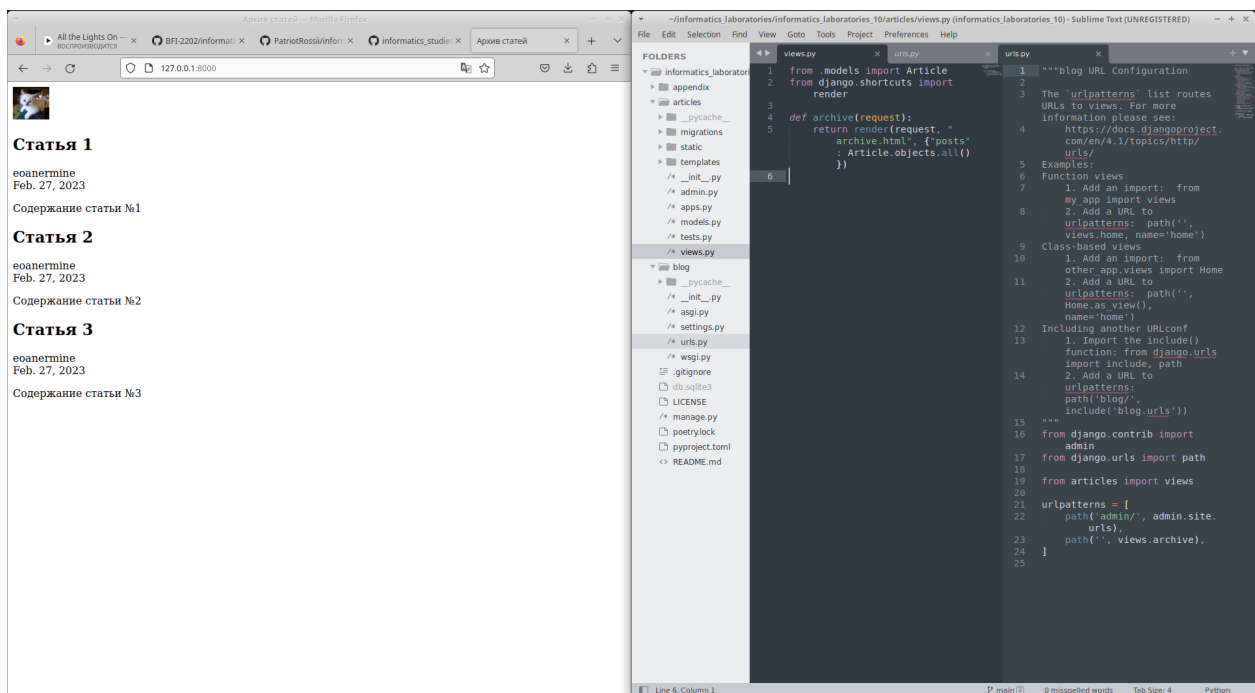 Архив статей — Mozilla Firefox
All the Lights On —
ВОСПРОИЗВОДИТСЯ
BFI-2202/informati
PatriotRossii/inform
informatics_studies
Архив статей
127.0.0.1:8000
Статья 1
eoanermine
Feb. 27, 2023
Содержание статьи №1
Статья 2
eoanermine
Feb. 27, 2023
Содержание статьи №2
Статья 3
eoanermine
Feb. 27, 2023
Содержание статьи №3
~/informatics_laboratories/informatics_laboratories_10/articles/views.py (informatics_laboratories_10) - Sublime Text (UNREGISTERED)
File Edit Selection Find View Goto Tools Project Preferences Help
FOLDERS
informatics_laboratori
appendix
articles
__pycache__
migrations
static
templates
/* __init__.py
/* admin.py
/* apps.py
/* models.py
/* tests.py
/* views.py
blog
__pycache__
/* __init__.py
/* asgi.py
/* settings.py
/* urls.py
/* wsgi.py
.gitignore
db.sqlite3
LICENSE
/* manage.py
poetry.lock
pyproject.toml
<> README.md
views.py
urls.py
1 from .models import Article
2 from django.shortcuts import
render
3
4 def archive(request):
5 return render(request, "
archive.html", {"posts"
: Article.objects.all()
})
6
urls.py
1 """blog URL Configuration
2
3 The `urlpatterns` list routes
URLs to views. For more
information please see:
4 https://docs.djangoproject.
com/en/4.1/topics/http/
urls/
5 Examples:
6 Function views
7 1. Add an import: from
my_app import views
8 2. Add a URL to
urlpatterns: path('',
views.home, name='home')
9 Class-based views
10 1. Add an import: from
other_app.views import Home
11 2. Add a URL to
urlpatterns: path('',
Home.as_view(),
name='home')
12 Including another URLconf
13 1. Import the include()
function: from django.urls
import include, path
14 2. Add a URL to
urlpatterns:
path('blog/',
include('blog.urls'))
15 """
16 from django.contrib import
admin
17 from django.urls import path
18
19 from articles import views
20
21 urlpatterns = [
22 path('admin/', admin.site.
urls),
23 path('', views.archive),
24 ]
25
Line 6, Column 1
main 2
0 misspelled words
Tab Size: 4
Python